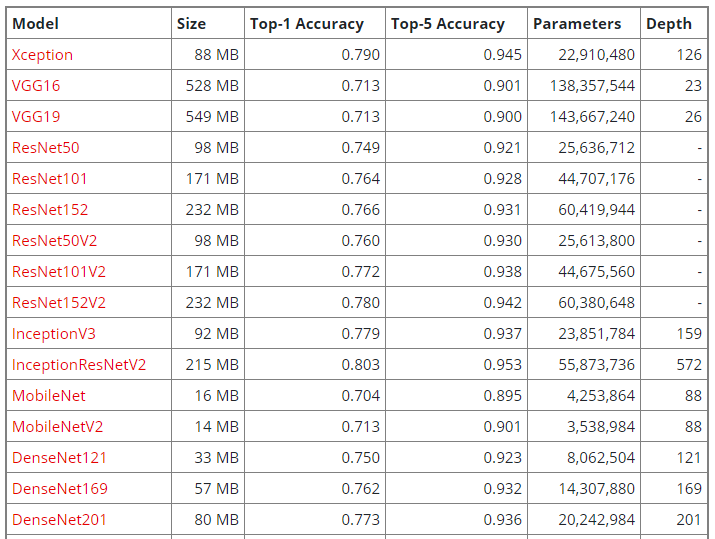 Model Size Top-1 Accuracy Top-5 Accuracy Parameters Depth
Xception 88 MB 0.790 0.945 22,910,480 126
VGG16 528 MB 0.713 0.901 138,357,544 23
VGG19 549 MB 0.713 0.900 143,667,240 26
ResNet50 98 MB 0.749 0.921 25,636,712 -
ResNet101 171 MB 0.764 0.928 44,707,176 -
ResNet152 232 MB 0.766 0.931 60,419,944 -
ResNet50V2 98 MB 0.760 0.930 25,613,800 -
ResNet101V2 171 MB 0.772 0.938 44,675,560 -
ResNet152V2 232 MB 0.780 0.942 60,380,648 -
InceptionV3 92 MB 0.779 0.937 23,851,784 159
InceptionResNetV2 215 MB 0.803 0.953 55,873,736 572
MobileNet 16 MB 0.704 0.895 4,253,864 88
MobileNetV2 14 MB 0.713 0.901 3,538,984 88
DenseNet121 33 MB 0.750 0.923 8,062,504 121
DenseNet169 57 MB 0.762 0.932 14,307,880 169
DenseNet201 80 MB 0.773 0.936 20,242,984 201